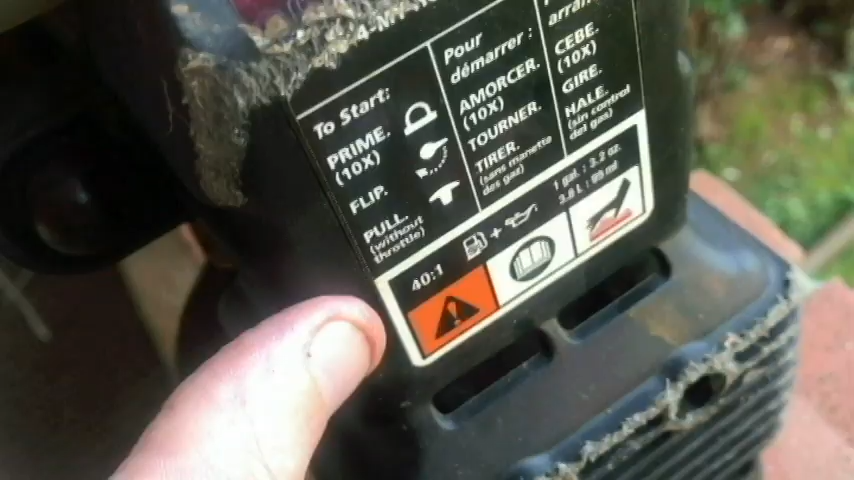 To Start:
PRIME.
(10X)
FLIP.
PULL.
(without
throttle)
Pour
démarrer :
AMORCER.
(10X)
TOURNER.
TIRER.
(sans manette
des gaz)
CEBE.
(10X)
GIRE.
HALE.
(sin control
del gas)
40:1
1 gal. : 3.2 oz.
3.8 L : 95 ml